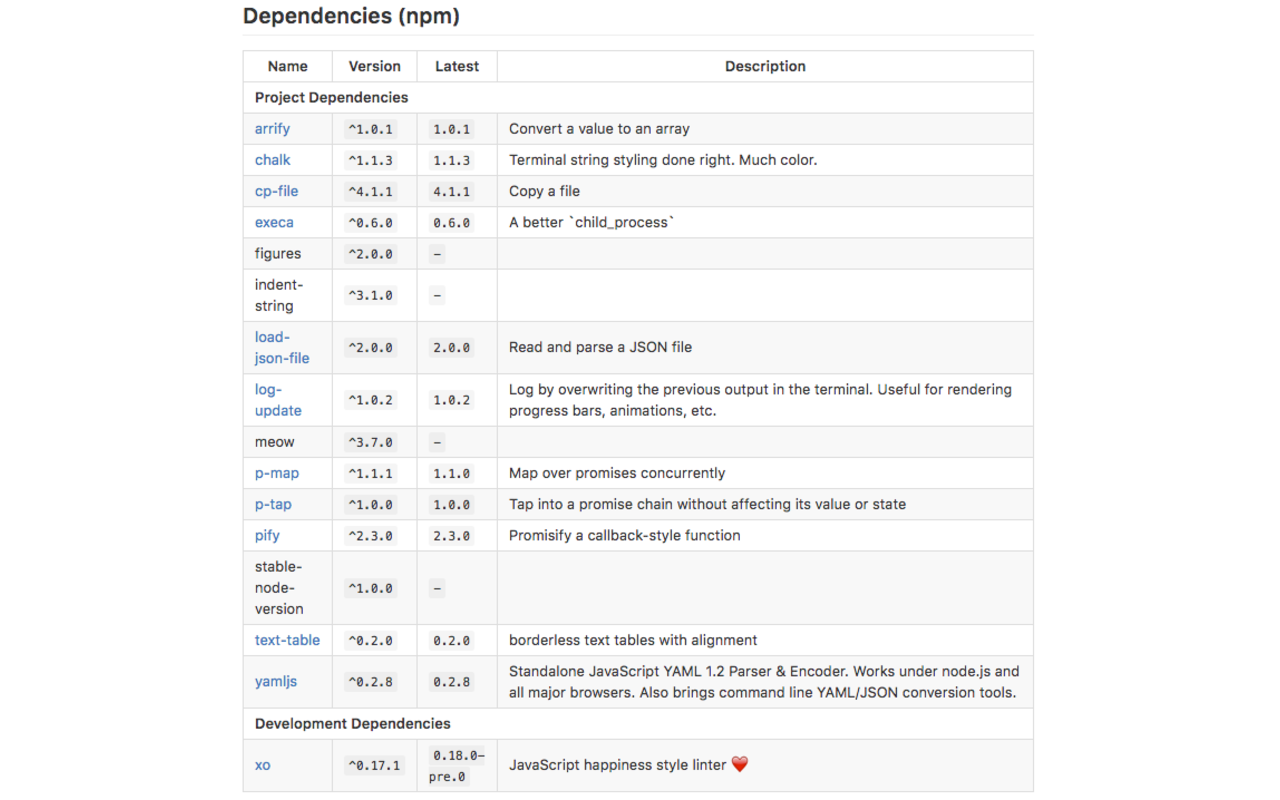 Dependencies (npm)
Name Version Latest Description
Project Dependencies
arrify ^1.0.1 1.0.1 Convert a value to an array
chalk ^1.1.3 1.1.3 Terminal string styling done right. Much color.
cp-file ^4.1.1 4.1.1 Copy a file
execa ^0.6.0 0.6.0 A better `child_process`
figures ^2.0.0 –
indent-
string ^3.1.0 –
load-
json-file ^2.0.0 2.0.0 Read and parse a JSON file
log-
update ^1.0.2 1.0.2 Log by overwriting the previous output in the terminal. Useful for rendering
progress bars, animations, etc.
meow ^3.7.0 –
p-map ^1.1.1 1.1.0 Map over promises concurrently
p-tap ^1.0.0 1.0.0 Tap into a promise chain without affecting its value or state
pify ^2.3.0 2.3.0 Promisify a callback-style function
stable-
node-
version ^1.0.0 –
text-table ^0.2.0 0.2.0 borderless text tables with alignment
yamljs ^0.2.8 0.2.8 Standalone JavaScript YAML 1.2 Parser & Encoder. Works under node.js and
all major browsers. Also brings command line YAML/JSON conversion tools.
Development Dependencies
xo ^0.17.1 0.18.0-
pre.0 JavaScript happiness style linter ❤️